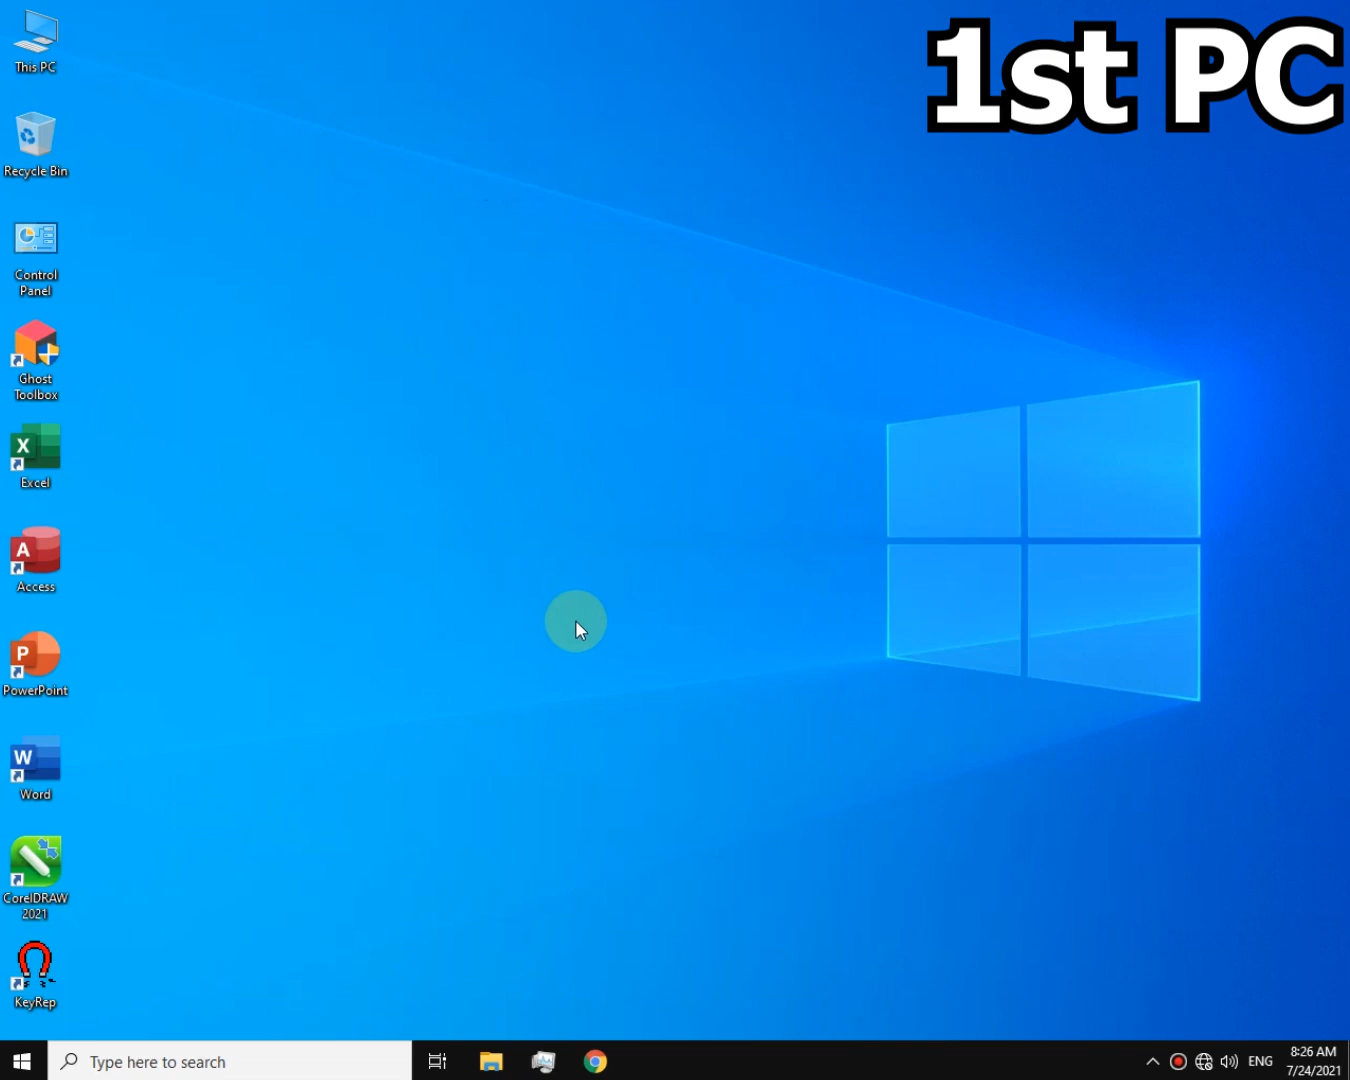 1st PC
This PC
Recycle Bin
Control
Panel
Ghost
Toolbox
X
Excel
A
Access
P
PowerPoint
W
Word
CorelDRAW
2021
KeyRep
Type here to search
ENG
8:26 AM
7/24/2021